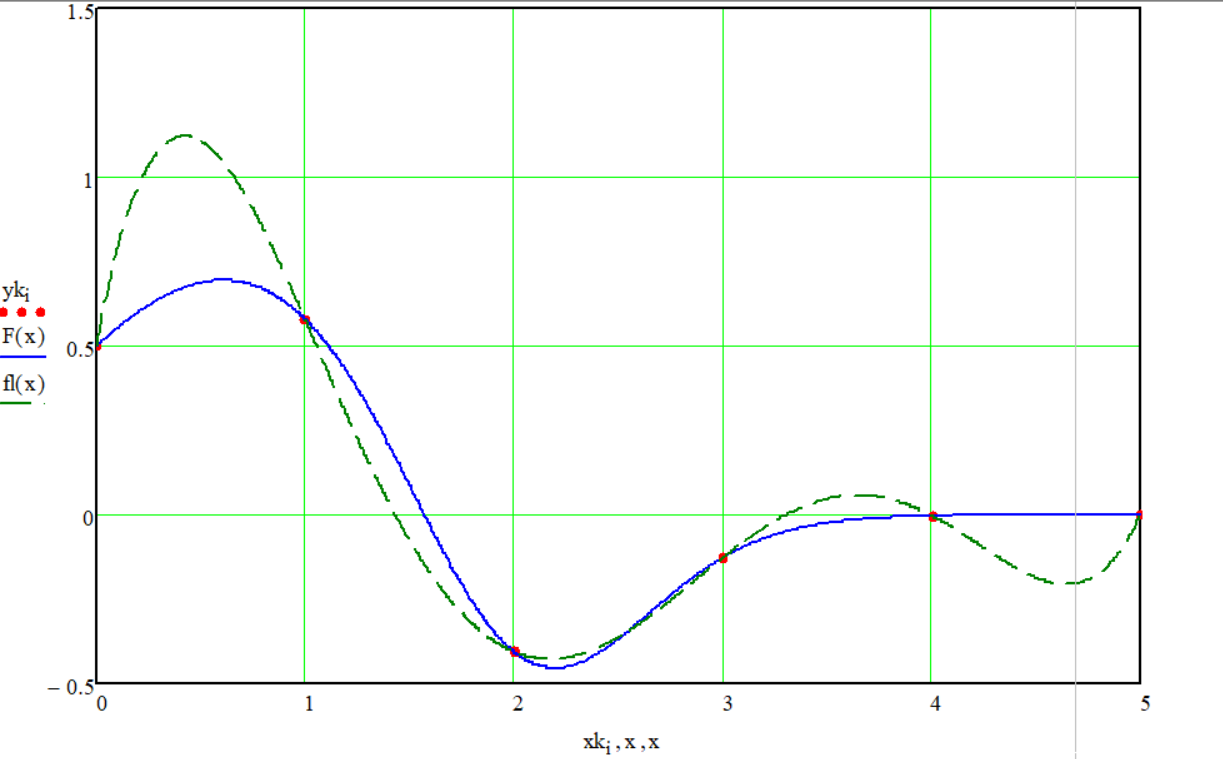 1.5
1
yk_i
F(x)
0.5
fl(x)
0
– 0.5
0 1 2 3 4 5
xk_i , x , x